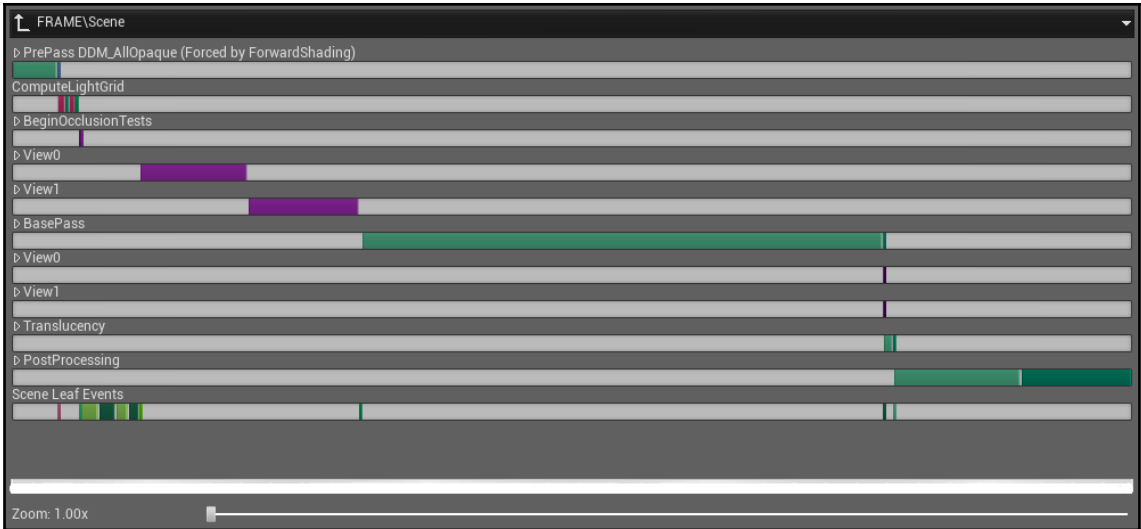 FRAME\Scene
PrePass DDM_AllOpaque (Forced by ForwardShading)
ComputeLightGrid
BeginOcclusionTests
View0
View1
BasePass
View0
View1
Translucency
PostProcessing
Scene Leaf Events
Zoom: 1.00x